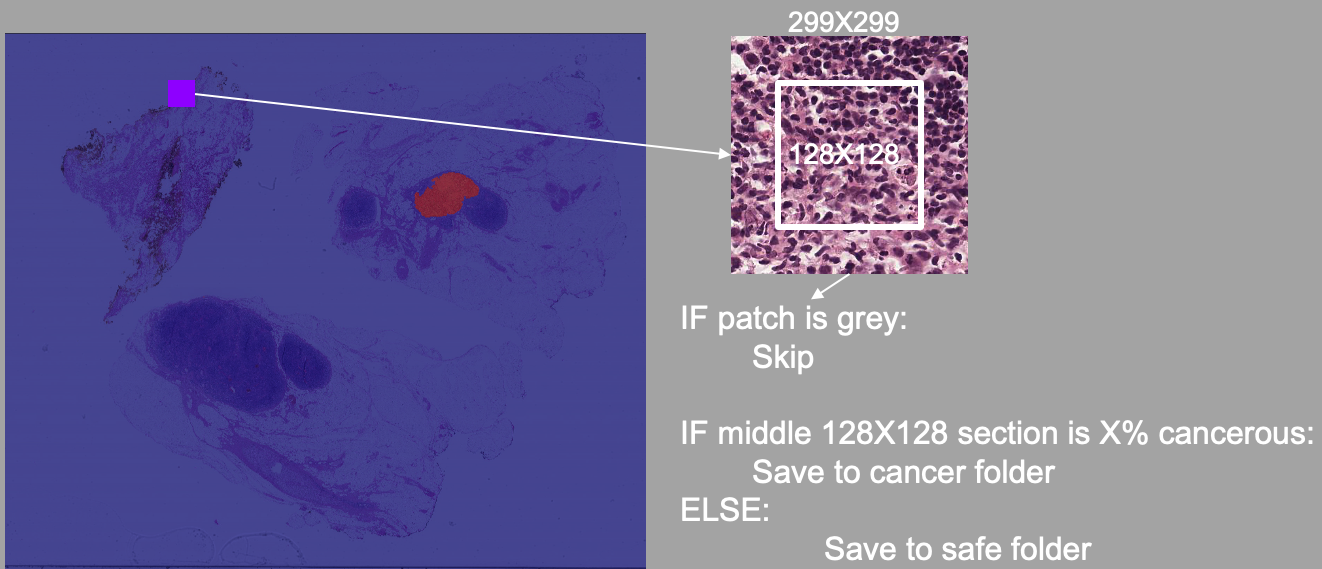 299X299
128X128
IF patch is grey:
Skip
IF middle 128X128 section is X% cancerous:
Save to cancer folder
ELSE:
Save to safe folder